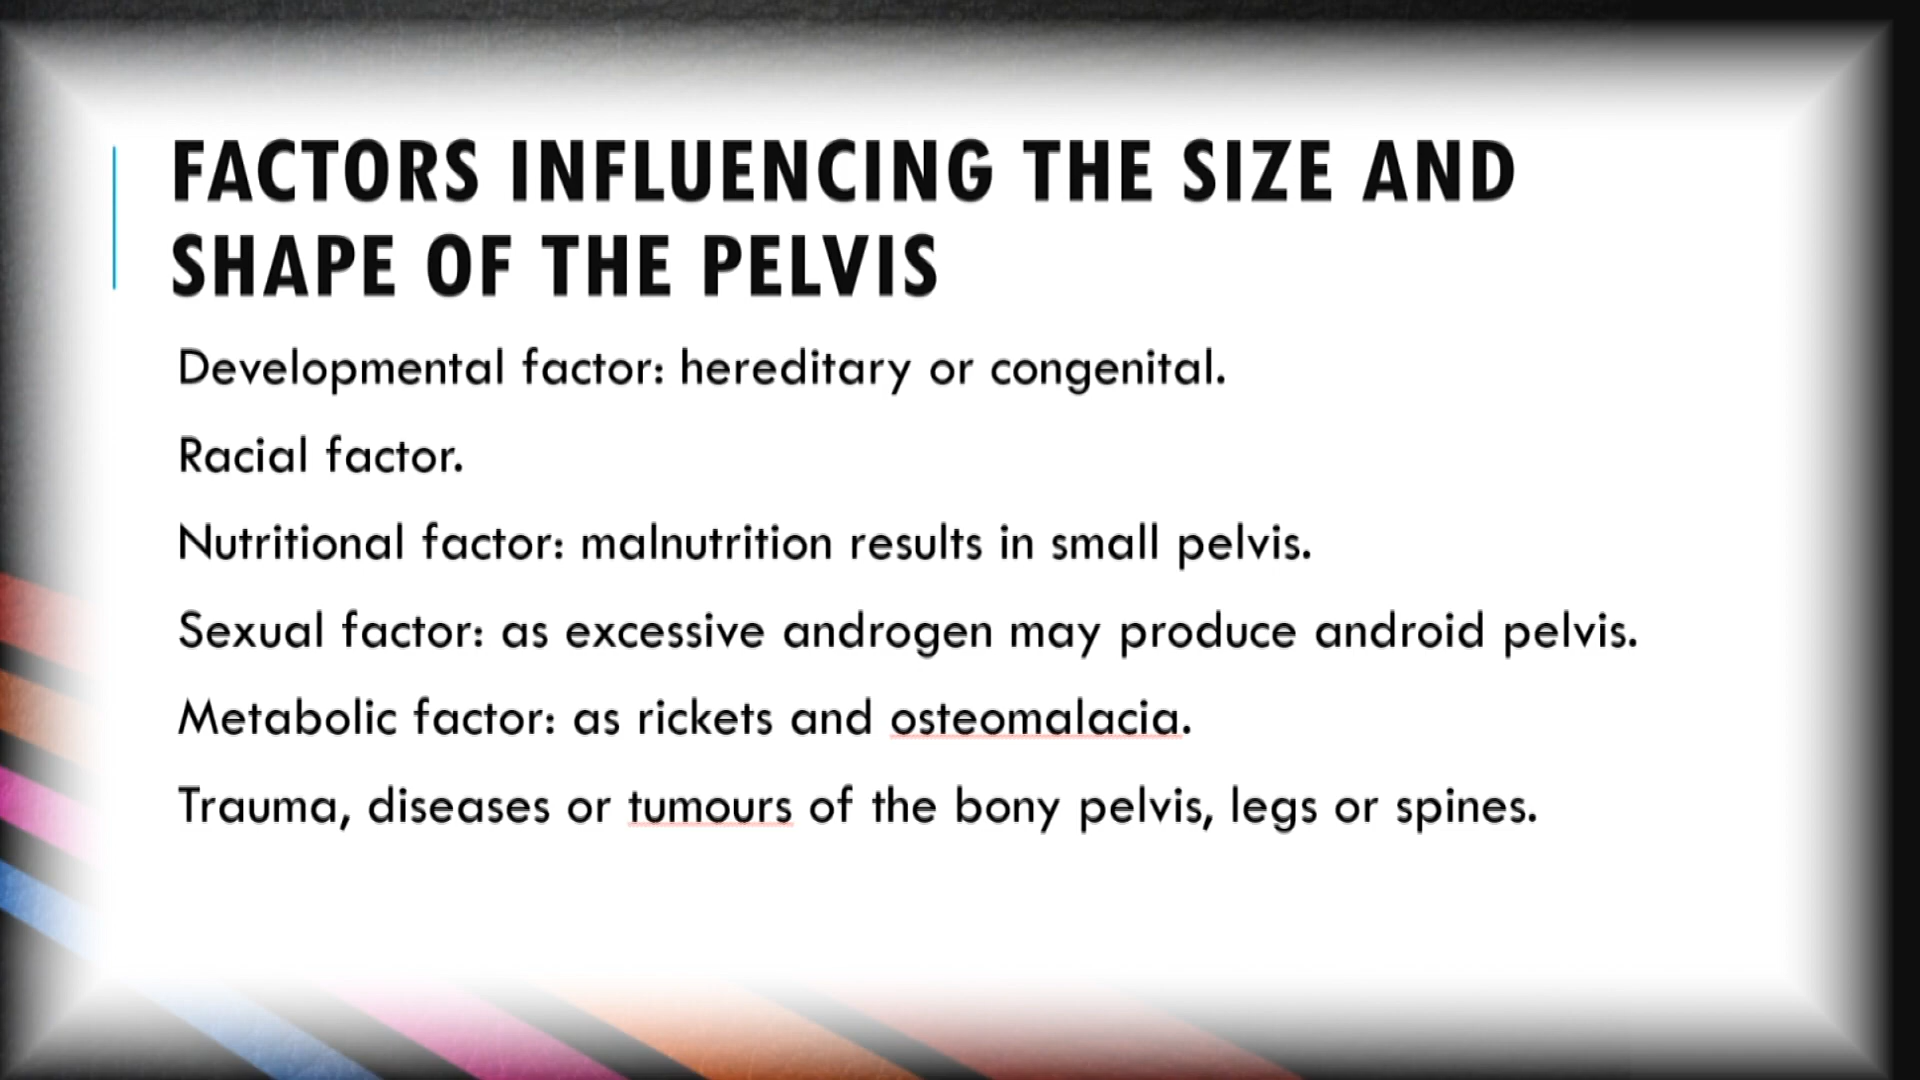 FACTORS INFLUENCING THE SIZE AND
SHAPE OF THE PELVIS
Developmental factor: hereditary or congenital.
Racial factor.
Nutritional factor: malnutrition results in small pelvis.
Sexual factor: as excessive androgen may produce android pelvis.
Metabolic factor: as rickets and osteomalacia.
Trauma, diseases or tumours of the bony pelvis, legs or spines.